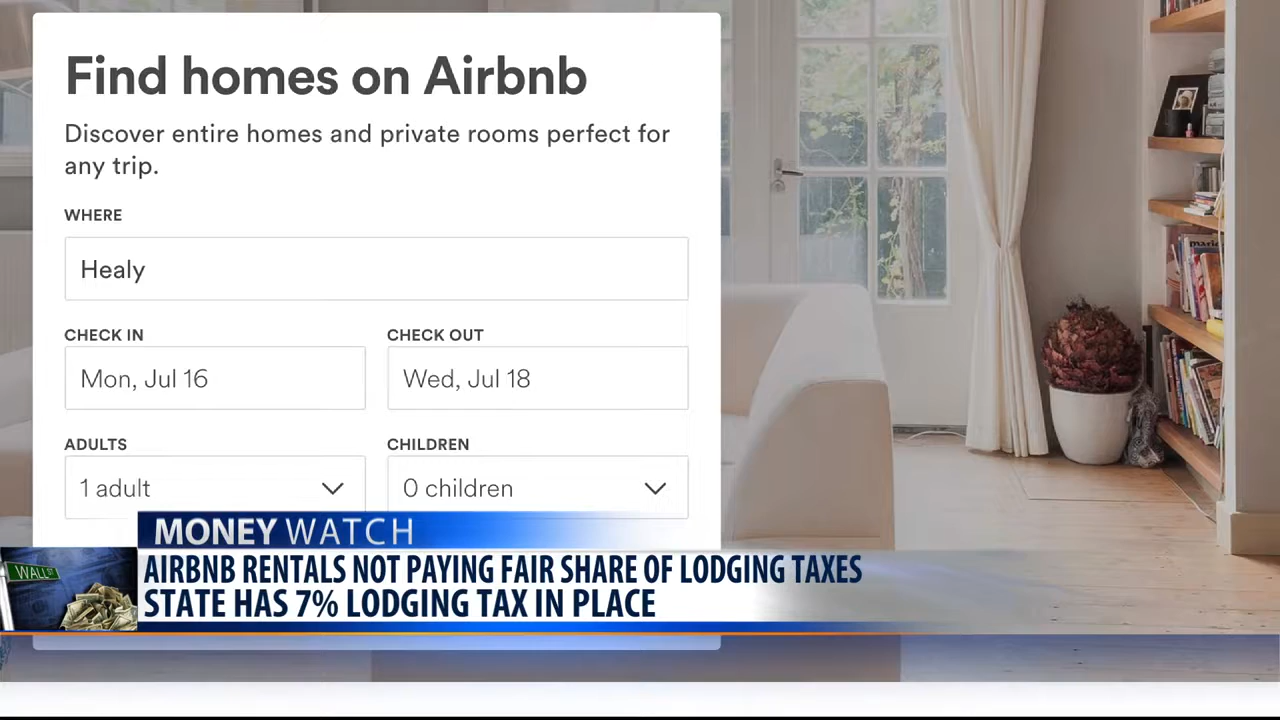 Find homes on Airbnb
Discover entire homes and private rooms perfect for
any trip.
WHERE
Healy
CHECK IN
CHECK OUT
Mon, Jul 16
Wed, Jul 18
ADULTS
CHILDREN
1 adult
0 children
MONEY WATCH
WALL ST
AIRBNB RENTALS NOT PAYING FAIR SHARE OF LODGING TAXES
STATE HAS 7% LODGING TAX IN PLACE